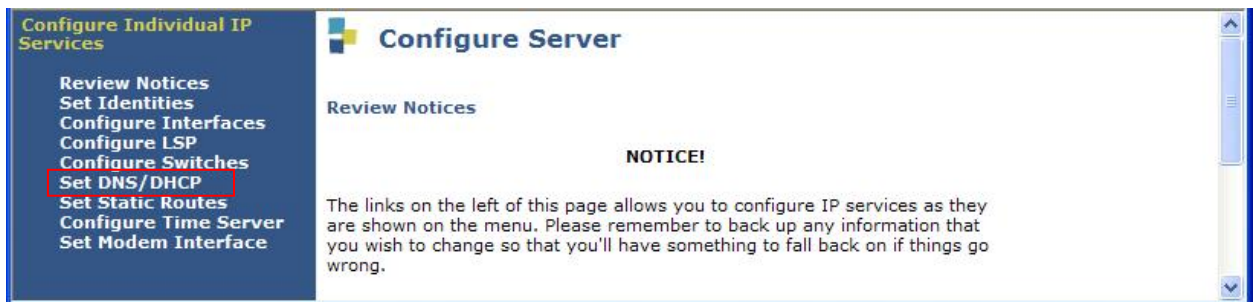 Configure Individual IP
Services
Review Notices
Set Identities
Configure Interfaces
Configure LSP
Configure Switches
Set DNS/DHCP
Set Static Routes
Configure Time Server
Set Modem Interface
Configure Server
Review Notices
NOTICE!
The links on the left of this page allows you to configure IP services as they
are shown on the menu. Please remember to back up any information that
you wish to change so that you'll have something to fall back on if things go
wrong.